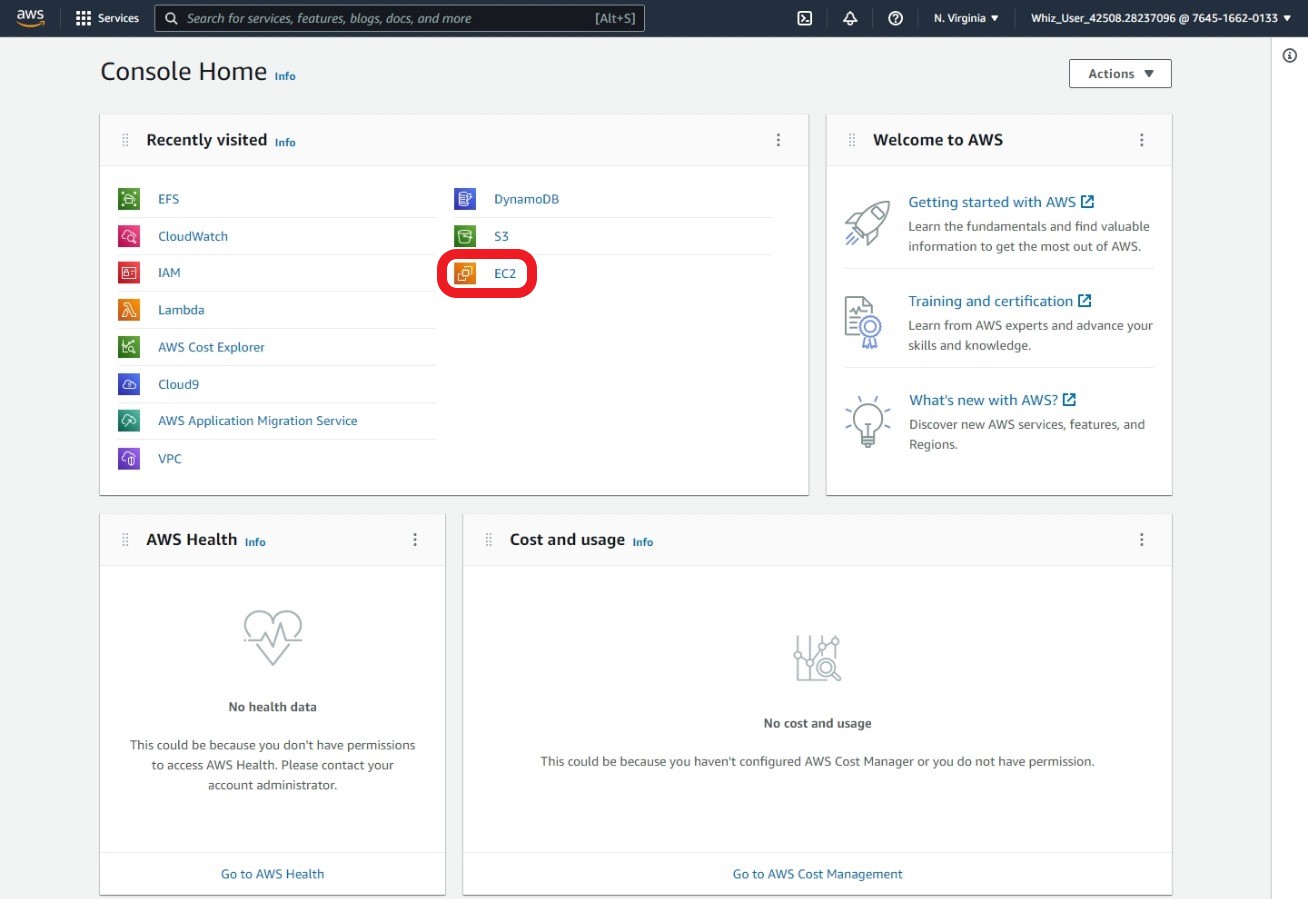 aws
Services
Search for services, features, blogs, docs, and more
[Alt+S]
N. Virginia
Whiz_User_42508.28237096 @ 7645-1662-0133
Console Home Info
Actions
Recently visited Info
EFS
CloudWatch
IAM
Lambda
AWS Cost Explorer
Cloud9
AWS Application Migration Service
VPC
DynamoDB
S3
EC2
Welcome to AWS
Getting started with AWS
Learn the fundamentals and find valuable
information to get the most out of AWS.
Training and certification
Learn from AWS experts and advance your
skills and knowledge.
What's new with AWS?
Discover new AWS services, features, and
Regions.
AWS Health Info
No health data
This could be because you don't have permissions
to access AWS Health. Please contact your
account administrator.
Go to AWS Health
Cost and usage Info
No cost and usage
This could be because you haven't configured AWS Cost Manager or you do not have permission.
Go to AWS Cost Management